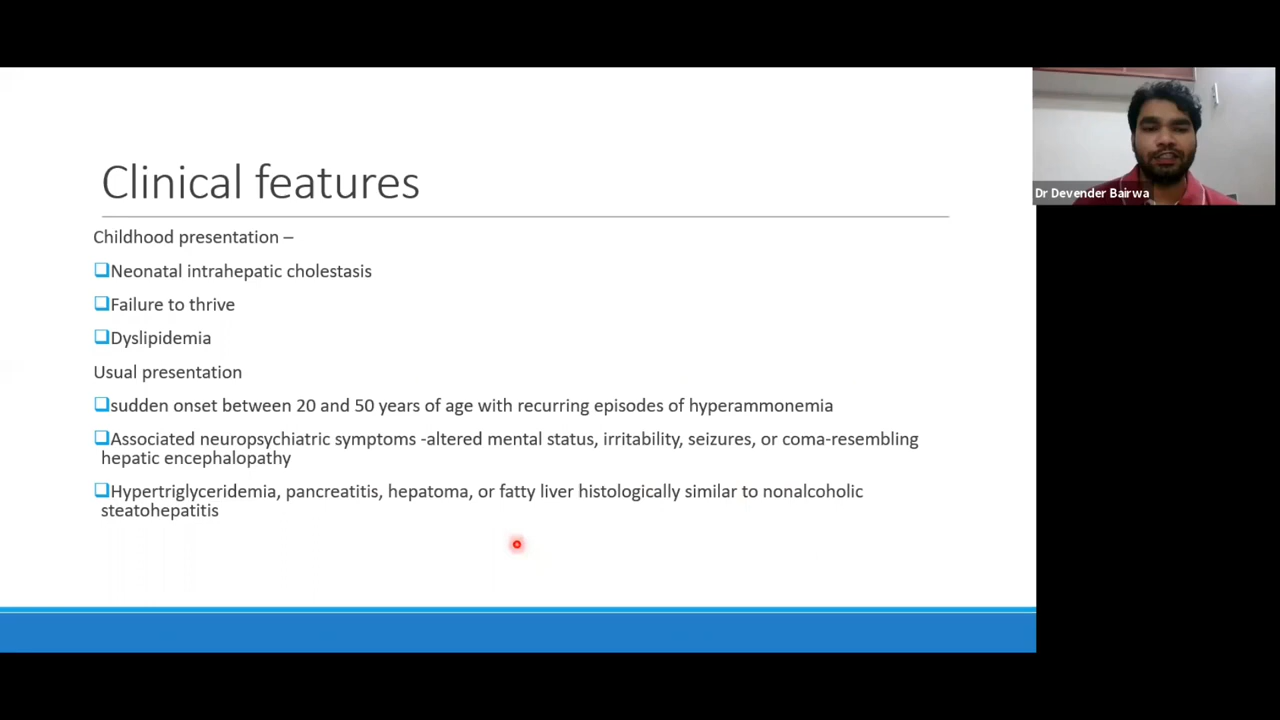 Clinical features
Childhood presentation –
Neonatal intrahepatic cholestasis
Failure to thrive
Dyslipidemia
Usual presentation
sudden onset between 20 and 50 years of age with recurring episodes of hyperammonemia
Associated neuropsychiatric symptoms -altered mental status, irritability, seizures, or coma-resembling
hepatic encephalopathy
Hypertriglyceridemia, pancreatitis, hepatoma, or fatty liver histologically similar to nonalcoholic
steatohepatitis
Dr Devender Bairwa